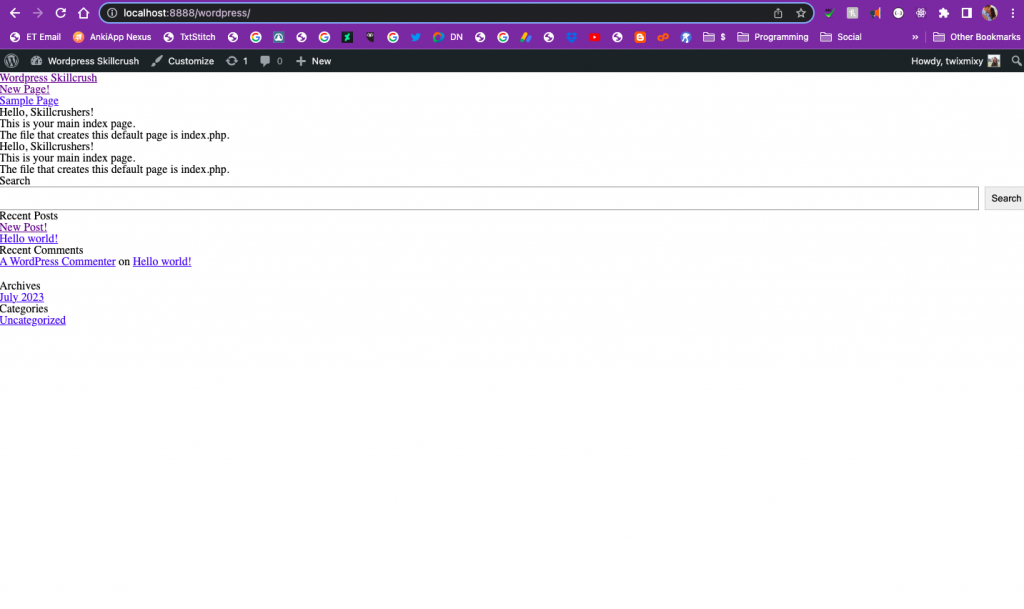 localhost:8888/wordpress/
ET Email AnkiApp Nexus TxtStitch DN $ Programming Social » Other Bookmarks
Wordpress Skillcrush Customize 1 0 New Howdy, twixmixy
Wordpress Skillcrush
New Page!
Sample Page
Hello, Skillcrushers!
This is your main index page.
The file that creates this default page is index.php.
Hello, Skillcrushers!
This is your main index page.
The file that creates this default page is index.php.
Search
Search
Recent Posts
New Post!
Hello world!
Recent Comments
A WordPress Commenter on Hello world!
Archives
July 2023
Categories
Uncategorized